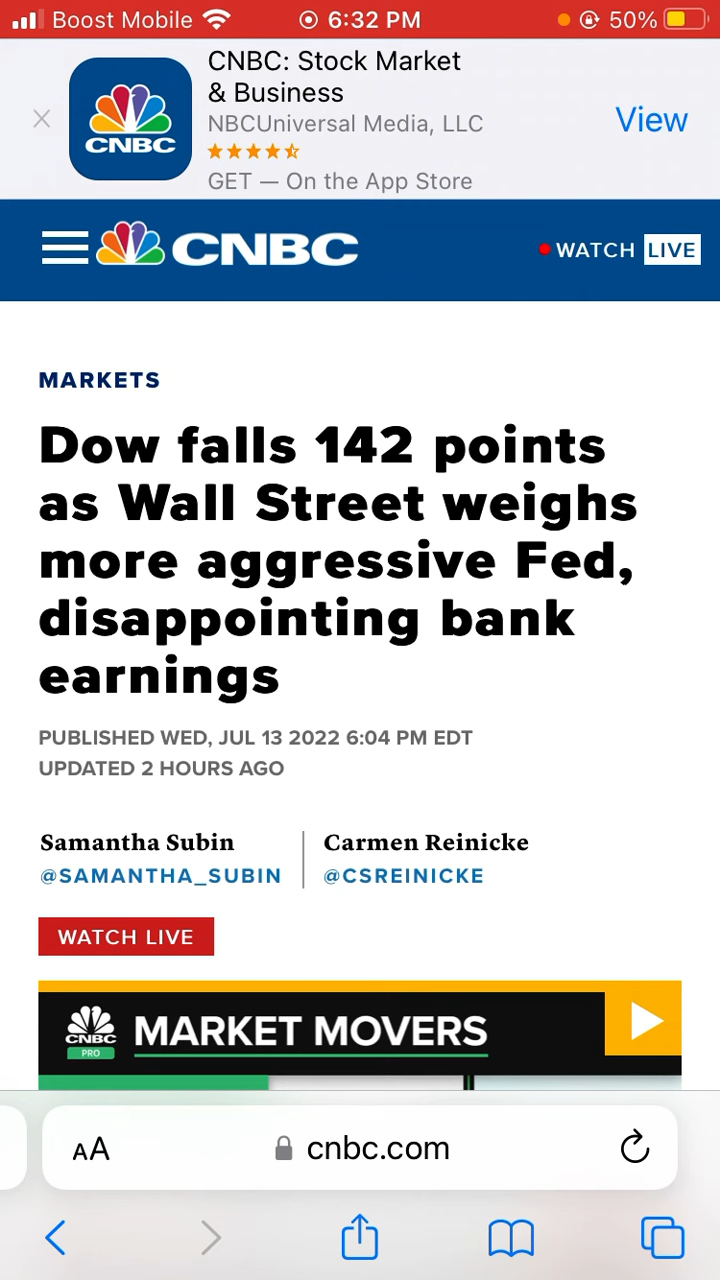 Boost Mobile 6:32 PM 50%
CNBC: Stock Market
& Business
NBCUniversal Media, LLC
GET — On the App Store
View
CNBC
CNBC
WATCH LIVE
MARKETS
Dow falls 142 points
as Wall Street weighs
more aggressive Fed,
disappointing bank
earnings
PUBLISHED WED, JUL 13 2022 6:04 PM EDT
UPDATED 2 HOURS AGO
Samantha Subin
@SAMANTHA_SUBIN
Carmen Reinicke
@CSREINICKE
WATCH LIVE
CNBC
PRO
MARKET MOVERS
AA cnbc.com